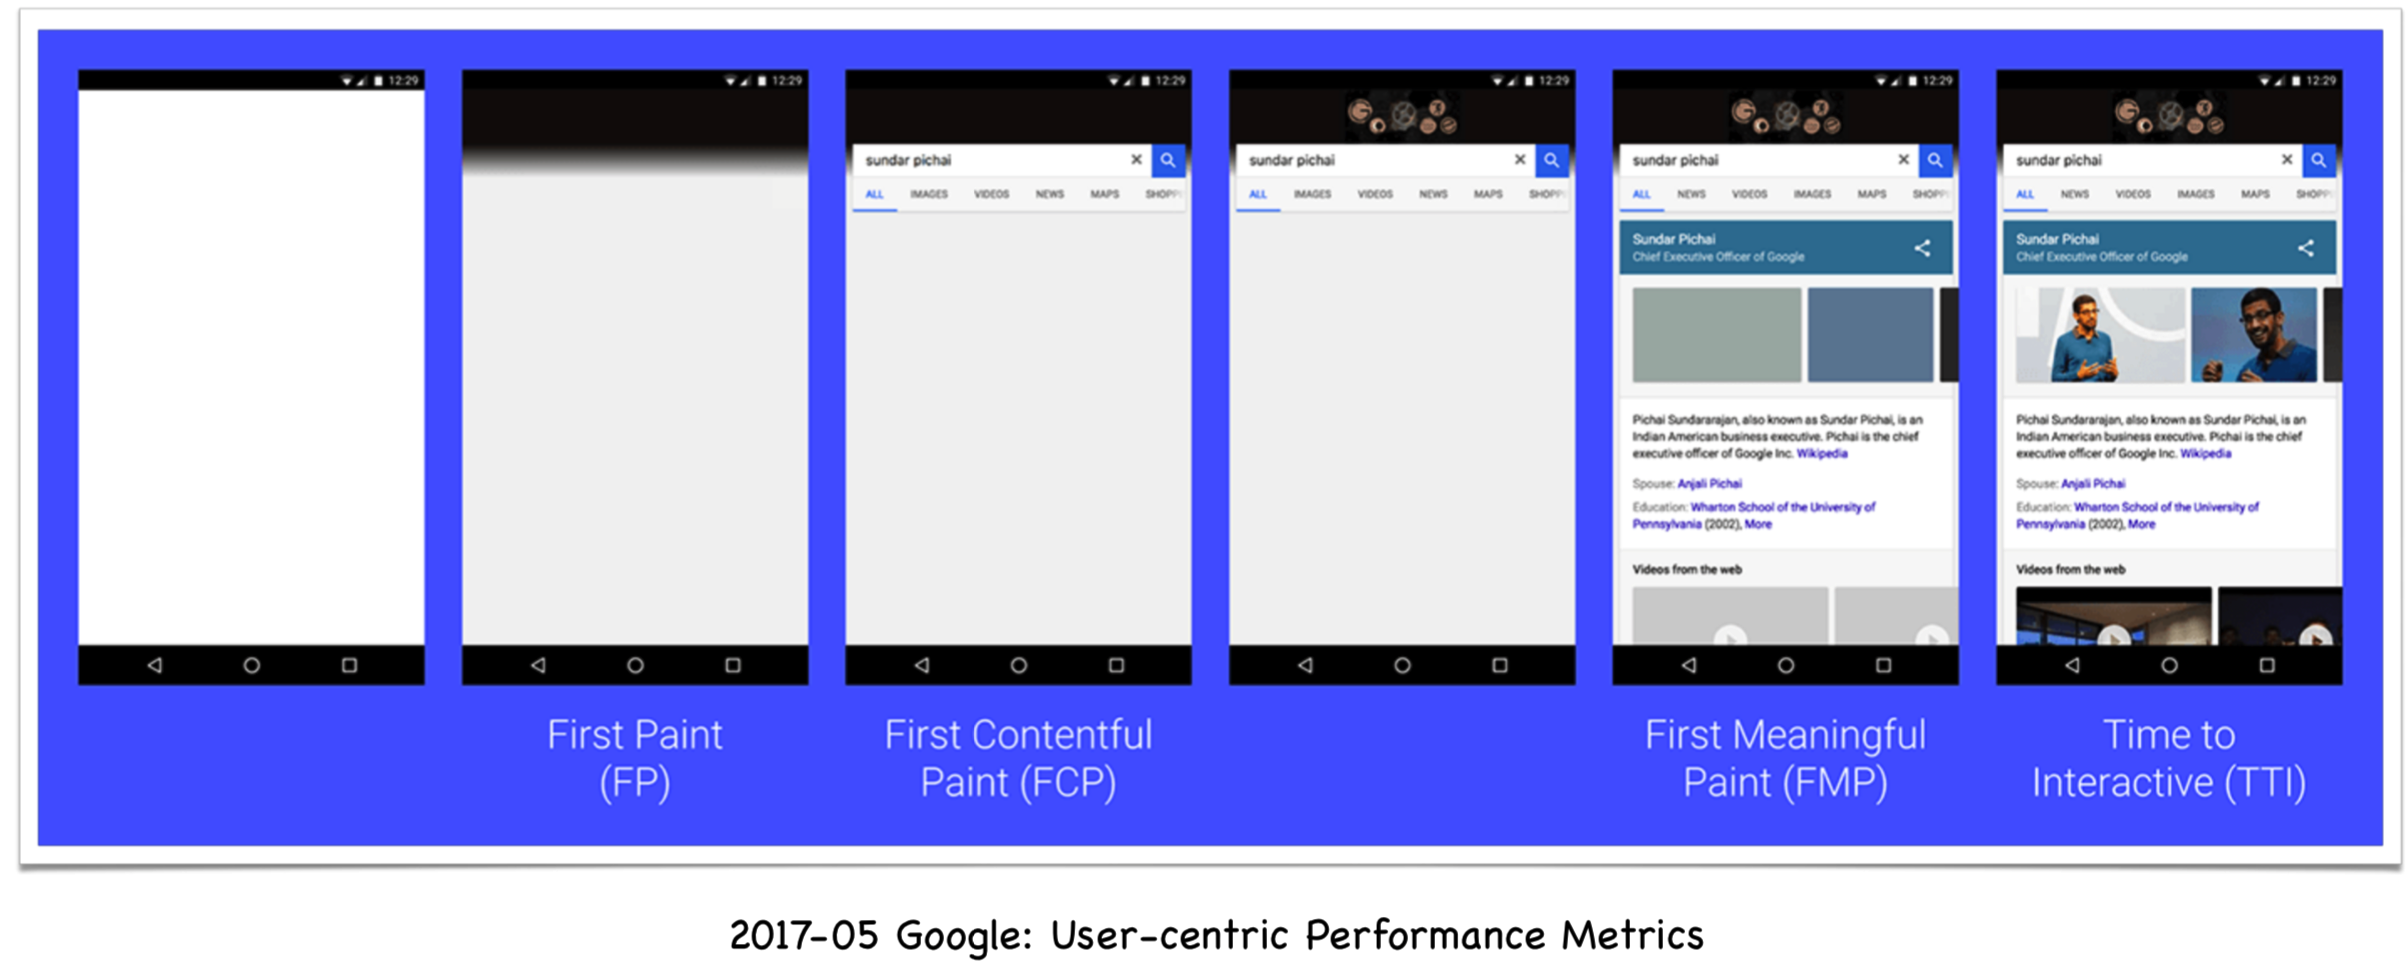 12:29
12:29
12:29
sundar pichai
ALL IMAGES VIDEOS NEWS MAPS SHOPPI
12:29
sundar pichai
ALL IMAGES VIDEOS NEWS MAPS SHOPPI
12:29
sundar pichai
ALL NEWS VIDEOS IMAGES MAPS SHOPPI
Sundar Pichai
Chief Executive Officer of Google
Pichai Sundararajan, also known as Sundar Pichai, is an
Indian American business executive. Pichai is the chief
executive officer of Google Inc. Wikipedia
Spouse: Anjali Pichai
Education: Wharton School of the University of
Pennsylvania (2002), More
Videos from the web
12:29
sundar pichai
ALL NEWS VIDEOS IMAGES MAPS SHOPPI
Sundar Pichai
Chief Executive Officer of Google
Pichai Sundararajan, also known as Sundar Pichai, is an
Indian American business executive. Pichai is the chief
executive officer of Google Inc. Wikipedia
Spouse: Anjali Pichai
Education: Wharton School of the University of
Pennsylvania (2002), More
Videos from the web
First Paint
(FP)
First Contentful
Paint (FCP)
First Meaningful
Paint (FMP)
Time to
Interactive (TTI)
2017-05 Google: User-centric Performance Metrics